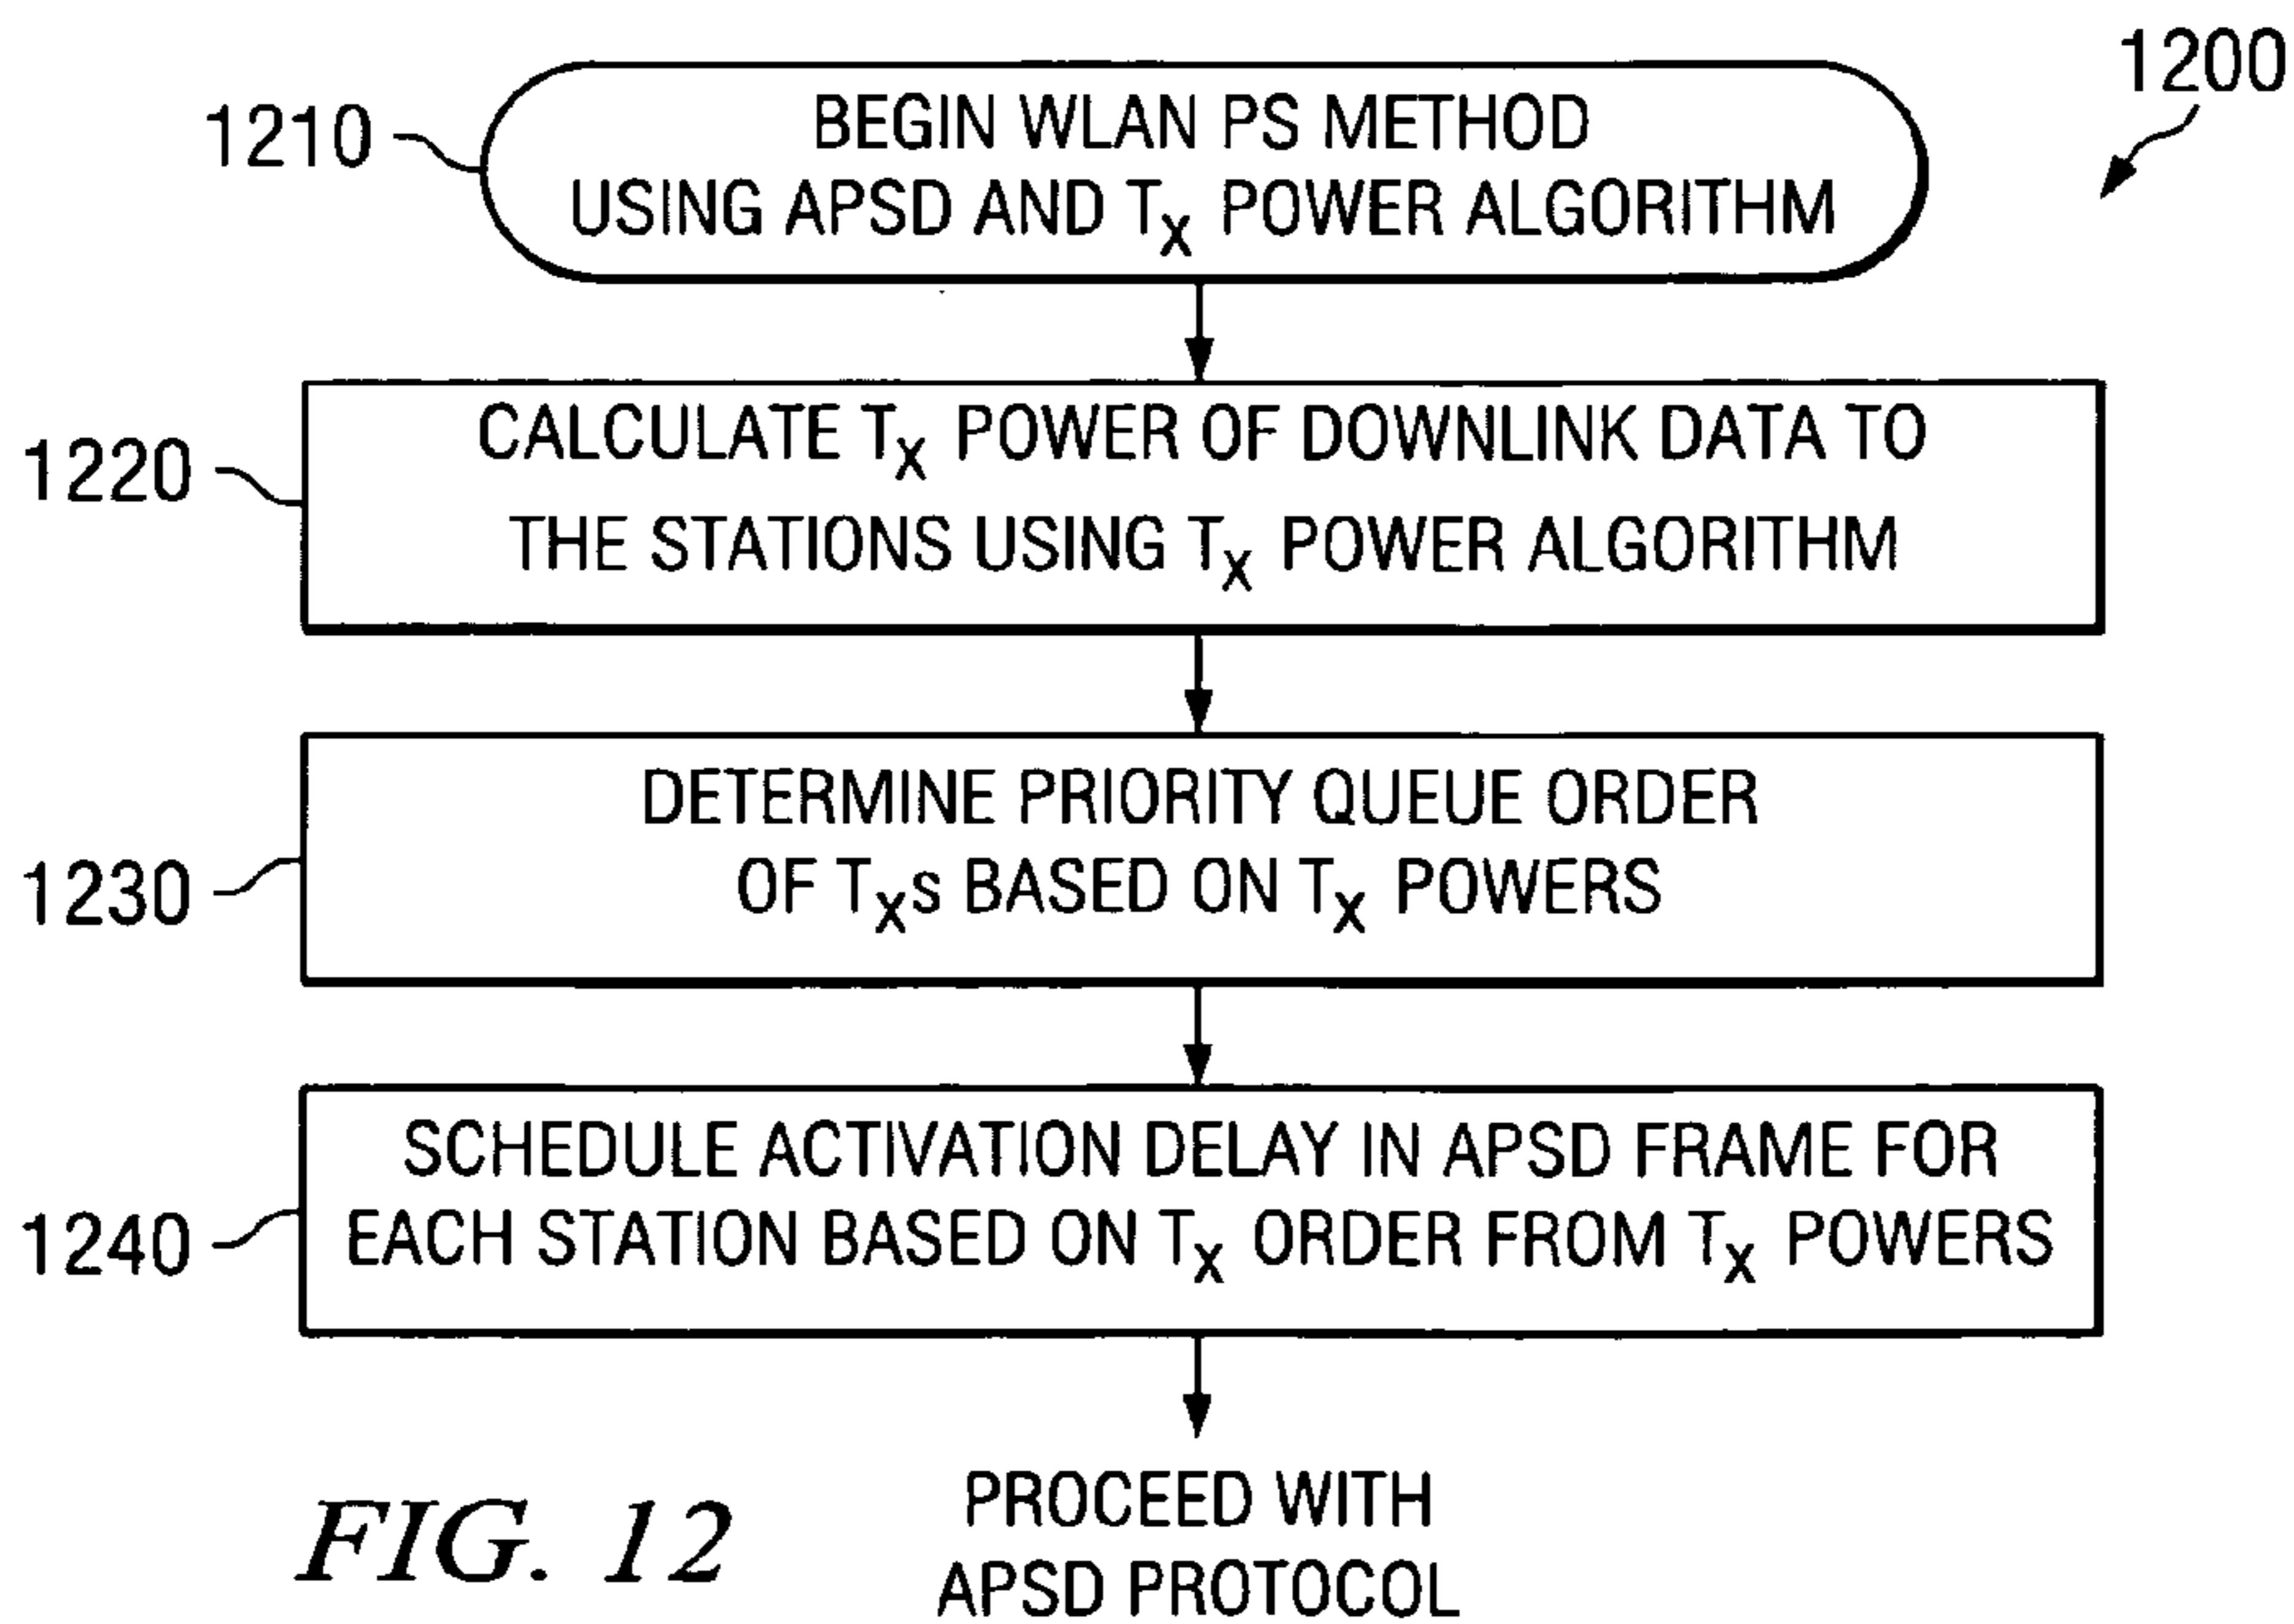 1200
1210
BEGIN WLAN PS METHOD
USING APSD AND TX POWER ALGORITHM
1220
CALCULATE TX POWER OF DOWNLINK DATA TO
THE STATIONS USING TX POWER ALGORITHM
1230
DETERMINE PRIORITY QUEUE ORDER
OF TXS BASED ON TX POWERS
1240
SCHEDULE ACTIVATION DELAY IN APSD FRAME FOR
EACH STATION BASED ON TX ORDER FROM TX POWERS
PROCEED WITH
APSD PROTOCOL
FIG. 12